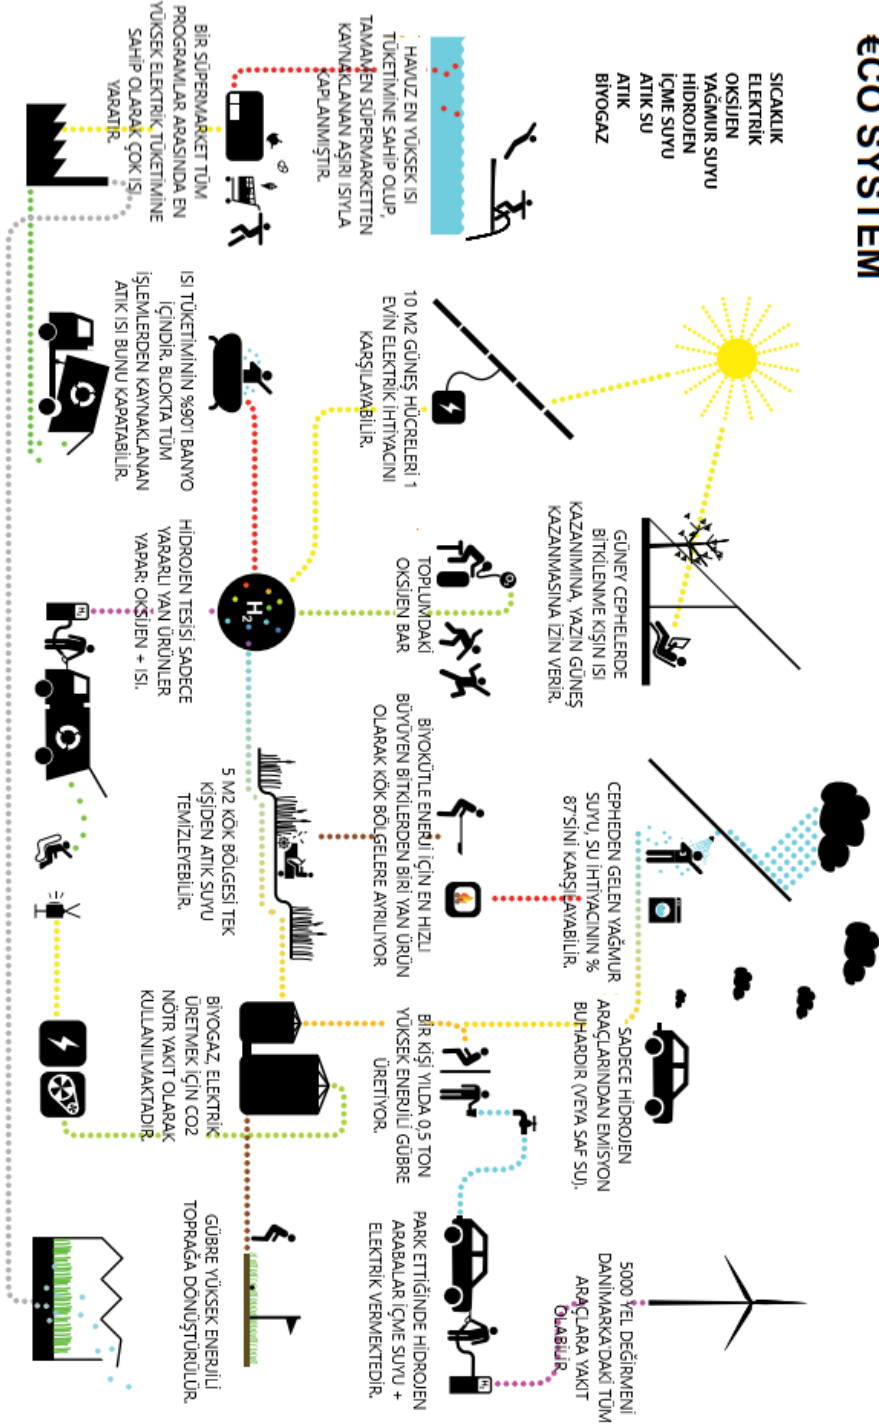 €CO SYSTEM
SICAKLIK
ELEKTRİK
OKSİJEN
YAĞMUR SUYU
HİDROJEN
İÇME SUYU
ATIK SU
ATIK
BİYOGAZ
GÜNEY CEPHELERDE
BİTKİLENME KIŞIN ISI
KAZANIMINA, YAZIN GÜNEŞ
KAZANMASINA İZİN VERİR.
CEPHEDEN GELEN YAĞMUR
SUYU, SU İHTİYACININ %
87'SİNİ KARŞILAYABİLİR.
SADECE HİDROJEN
ARAÇLARINDAN EMİSYON
BUHARDIR (VEYA SAF SU).
5000 YEL DEĞİRMENİ
DANİMARKA'DAKİ TÜM
ARAÇLARA YAKIT
OLABİLİR
HAVUZ EN YÜKSEK ISI
TÜKETİMİNE SAHİP OLUP,
TAMAMEN SÜPERMARKETTEN
KAYNAKLANAN AŞIRI ISIYLA
KAPLANMIŞTIR.
10 M2 GÜNEŞ HÜCRELERİ 1
EVİN ELEKTRİK İHTİYACINI
KARŞILAYABİLİR.
O2
TOPLUMDAKİ
OKSİJEN BAR
BİYOKÜTLE ENERJİ İÇİN EN HIZLI
BÜYÜYEN BİTKİLERDEN BİRİ YAN ÜRÜN
OLARAK KÖK BÖLGELERE AYRILIYOR
BİR KİŞİ YILDA 0,5 TON
YÜKSEK ENERJİLİ GÜBRE
ÜRETİYOR.
H2
PARK ETTİĞİNDE HİDROJEN
ARABALAR İÇME SUYU +
ELEKTRİK VERMEKTEDİR.
BİR SÜPERMARKET TÜM
PROGRAMLAR ARASINDA EN
YÜKSEK ELEKTRİK TÜKETİMİNE
SAHİP OLARAK ÇOK ISI
YARATIR.
ISI TÜKETİMİNİN %90'I BANYO
İÇİNDİR. BLOKTA TÜM
İŞLEMLERDEN KAYNAKLANAN
ATIK ISI BUNU KAPATABİLİR.
H2
HİDROJEN TESİSİ SADECE
YARARLI YAN ÜRÜNLER
YAPAR: OKSİJEN + ISI.
H2
5 M2 KÖK BÖLGESİ TEK
KİŞİDEN ATIK SUYU
TEMİZLEYEBİLİR.
BİYOGAZ, ELEKTRİK
ÜRETMEK İÇİN CO2
NÖTR YAKIT OLARAK
KULLANILMAKTADIR.
GÜBRE YÜKSEK ENERJİLİ
TOPRAĞA DÖNÜŞTÜRÜLÜR.